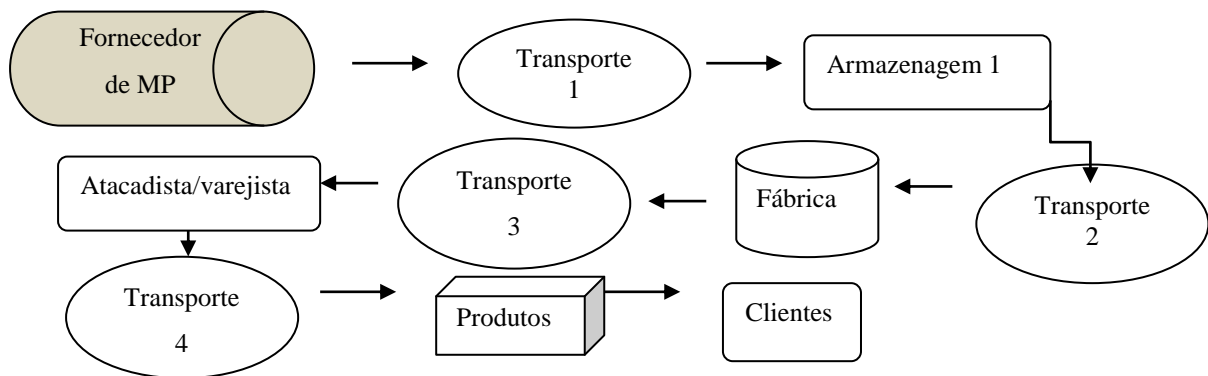 Fornecedor
de MP
Transporte
1
Armazenagem 1
Transporte
2
Fábrica
Transporte
3
Atacadista/varejista
Transporte
4
Produtos
Clientes